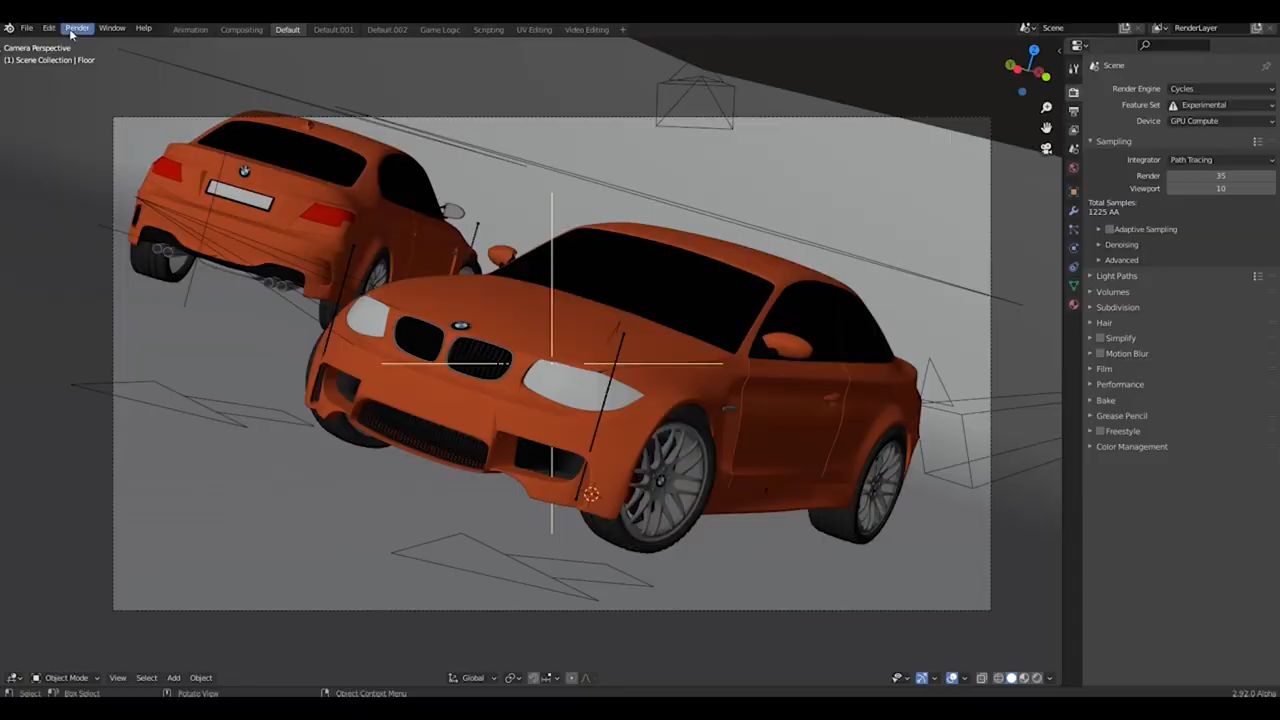 File Edit Render Window Help
Animation Compositing Default Default.001 Default.002 Game Logic Scripting UV Editing Video Editing +
Scene RenderLayer
Camera Perspective
(1) Scene Collection | Floor
Scene
Render Engine Cycles
Feature Set Experimental
Device GPU Compute
Sampling
Integrator Path Tracing
Render 35
Viewport 10
Total Samples:
1225 AA
Adaptive Sampling
Denoising
Advanced
Light Paths
Volumes
Subdivision
Hair
Simplify
Motion Blur
Film
Performance
Bake
Grease Pencil
Freestyle
Color Management
Object Mode View Select Add Object Global
Select Box Select Rotate View Object Context Menu 2.92.0 Alpha